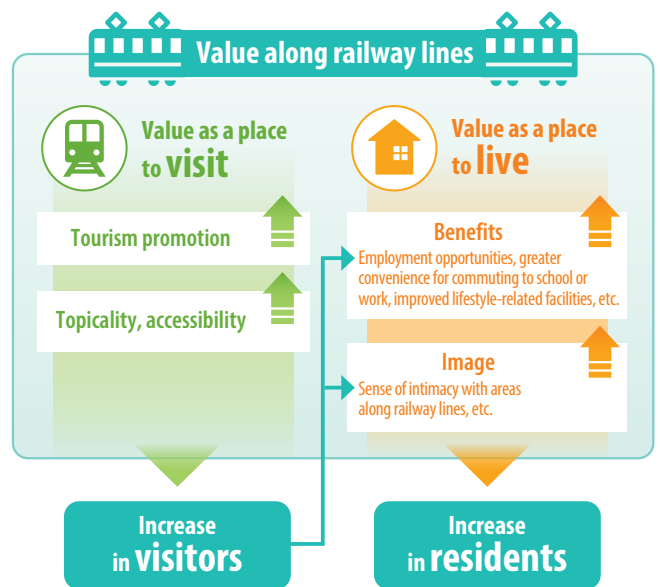 Value along railway lines
Value as a place
to visit
Tourism promotion
Topicality, accessibility
Increase
in visitors
Value as a place
to live
Benefits
Employment opportunities, greater
convenience for commuting to school or
work, improved lifestyle-related facilities, etc.
Image
Sense of intimacy with areas
along railway lines, etc.
Increase
in residents